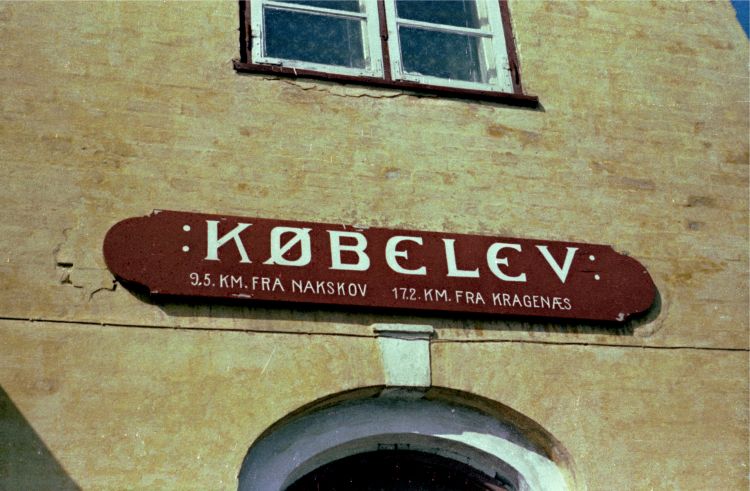 :KØBELEV:
9.5. KM. FRA NAKSKOV 17.2. KM. FRA KRAGENÆS